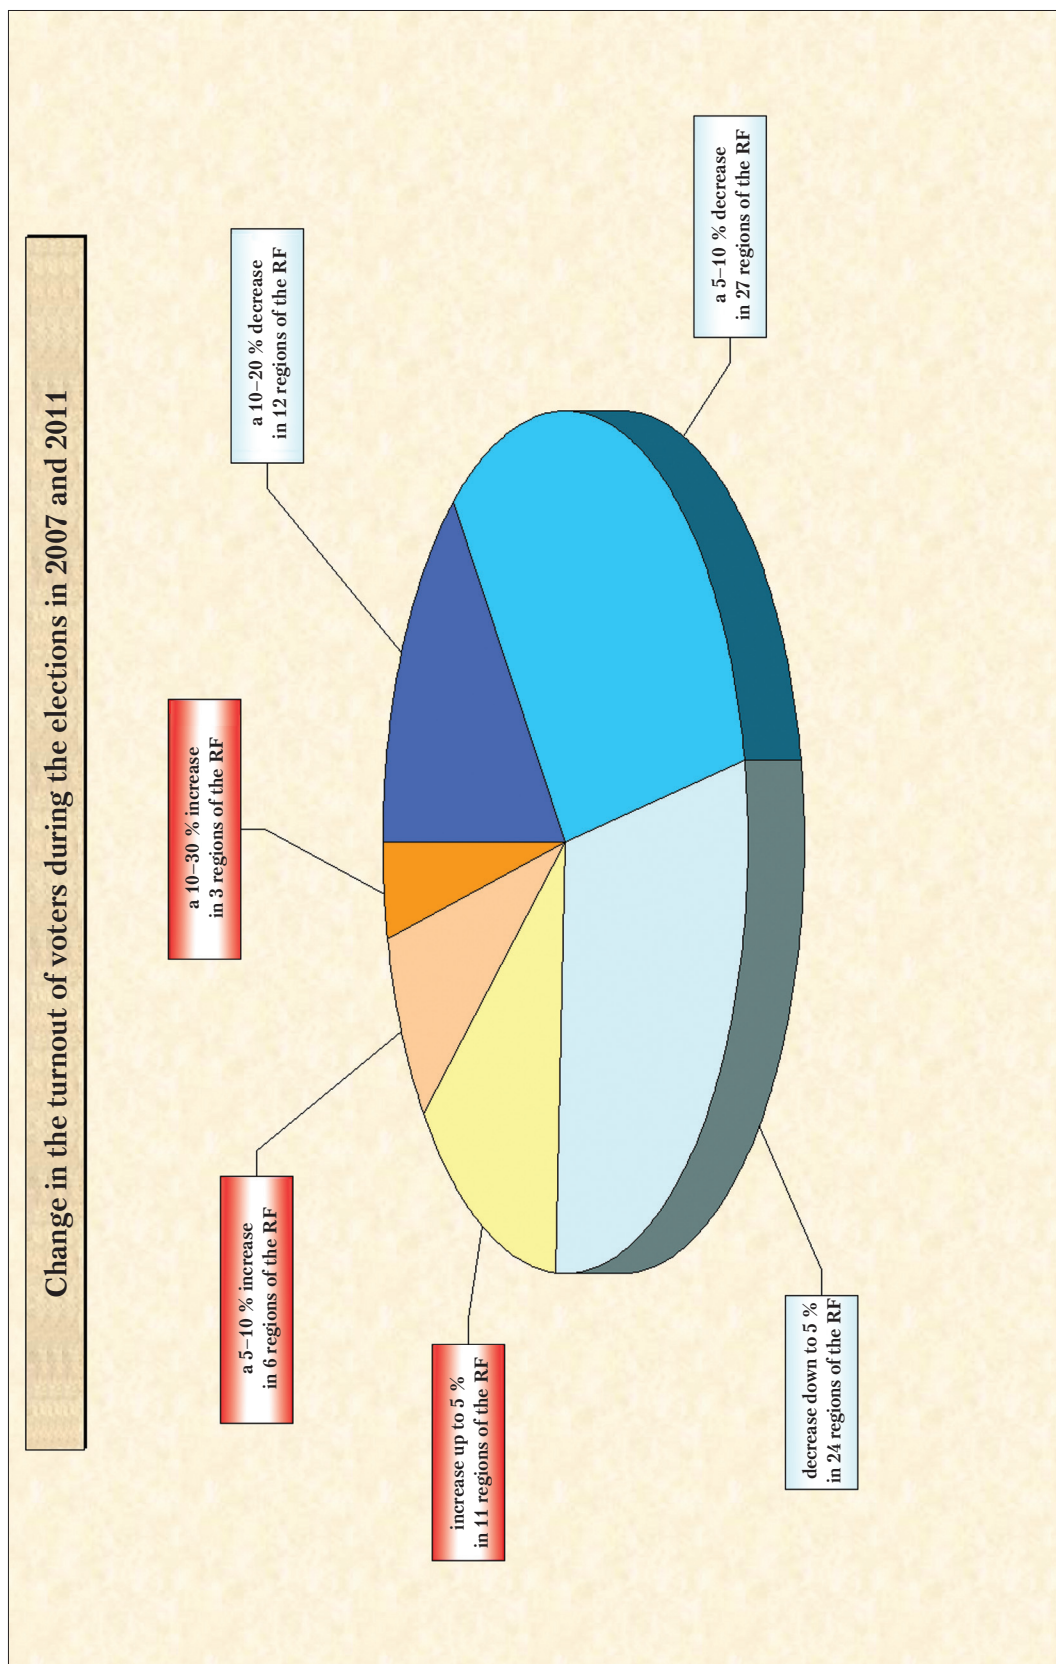 Change in the turnout of voters during the elections in 2007 and 2011
a 5–10 % increase
in 6 regions of the RF
a 10–30 % increase
in 3 regions of the RF
a 10–20 % decrease
in 12 regions of the RF
increase up to 5 %
in 11 regions of the RF
a 5–10 % decrease
in 27 regions of the RF
decrease down to 5 %
in 24 regions of the RF